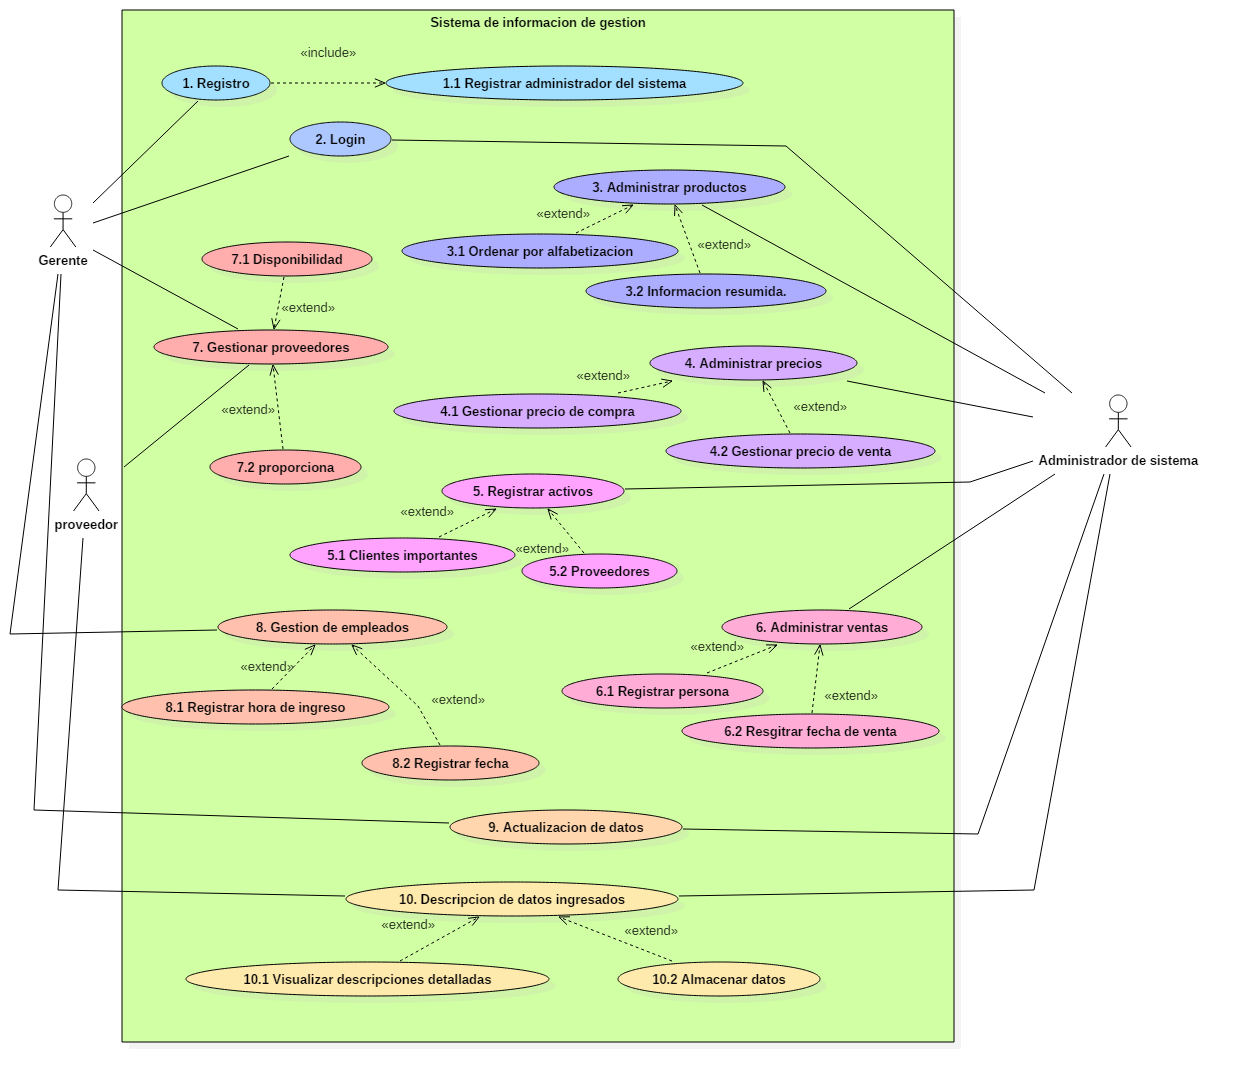 Sistema de informacion de gestion
«include»
1. Registro
1.1 Registrar administrador del sistema
2. Login
3. Administrar productos
«extend»
3.1 Ordenar por alfabetizacion
«extend»
3.2 Informacion resumida.
Gerente
7.1 Disponibilidad
«extend»
7. Gestionar proveedores
«extend»
7.2 proporciona
4. Administrar precios
«extend»
4.1 Gestionar precio de compra
«extend»
4.2 Gestionar precio de venta
Administrador de sistema
proveedor
5. Registrar activos
«extend»
5.1 Clientes importantes
«extend»
5.2 Proveedores
8. Gestion de empleados
«extend»
8.1 Registrar hora de ingreso
«extend»
8.2 Registrar fecha
6. Administrar ventas
«extend»
6.1 Registrar persona
«extend»
6.2 Resgitrar fecha de venta
9. Actualizacion de datos
10. Descripcion de datos ingresados
«extend»
«extend»
10.1 Visualizar descripciones detalladas
10.2 Almacenar datos